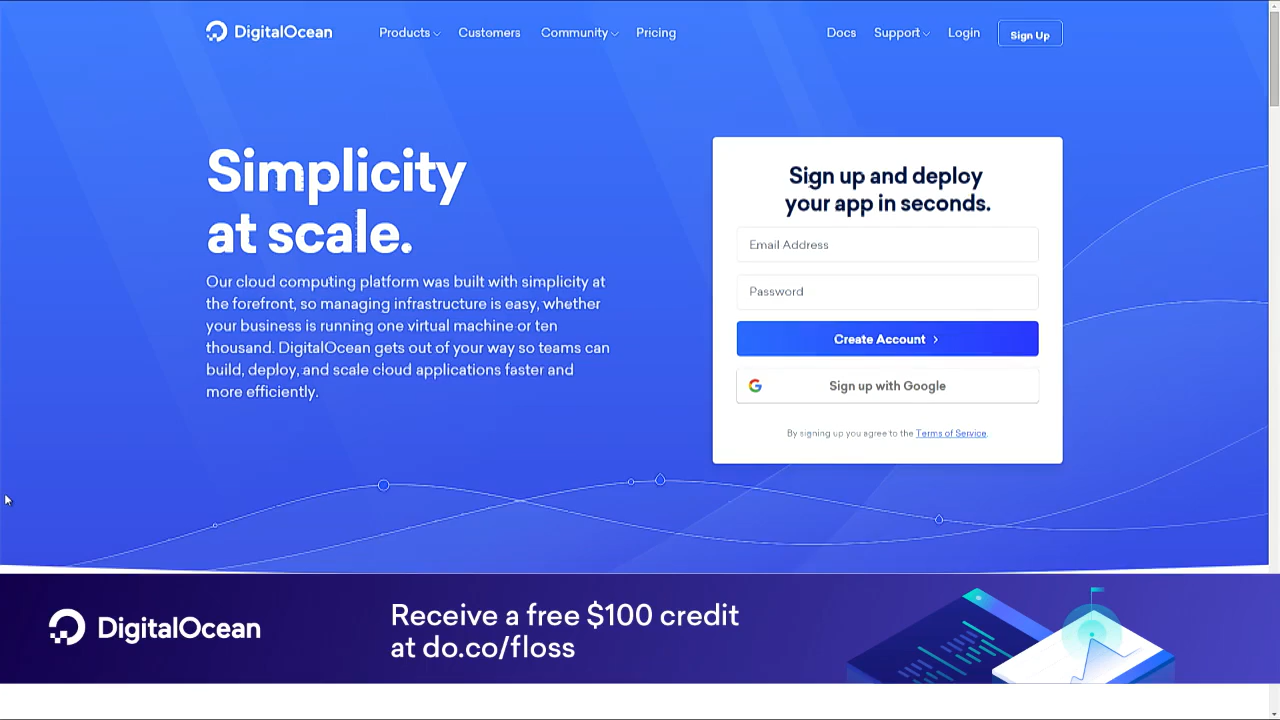 DigitalOcean Products Customers Community Pricing Docs Support Login Sign Up
Simplicity
at scale.
Our cloud computing platform was built with simplicity at
the forefront, so managing infrastructure is easy, whether
your business is running one virtual machine or ten
thousand. DigitalOcean gets out of your way so teams can
build, deploy, and scale cloud applications faster and
more efficiently.
Sign up and deploy
your app in seconds.
Email Address
Password
Create Account
Sign up with Google
By signing up you agree to the Terms of Service.
DigitalOcean
Receive a free $100 credit
at do.co/floss